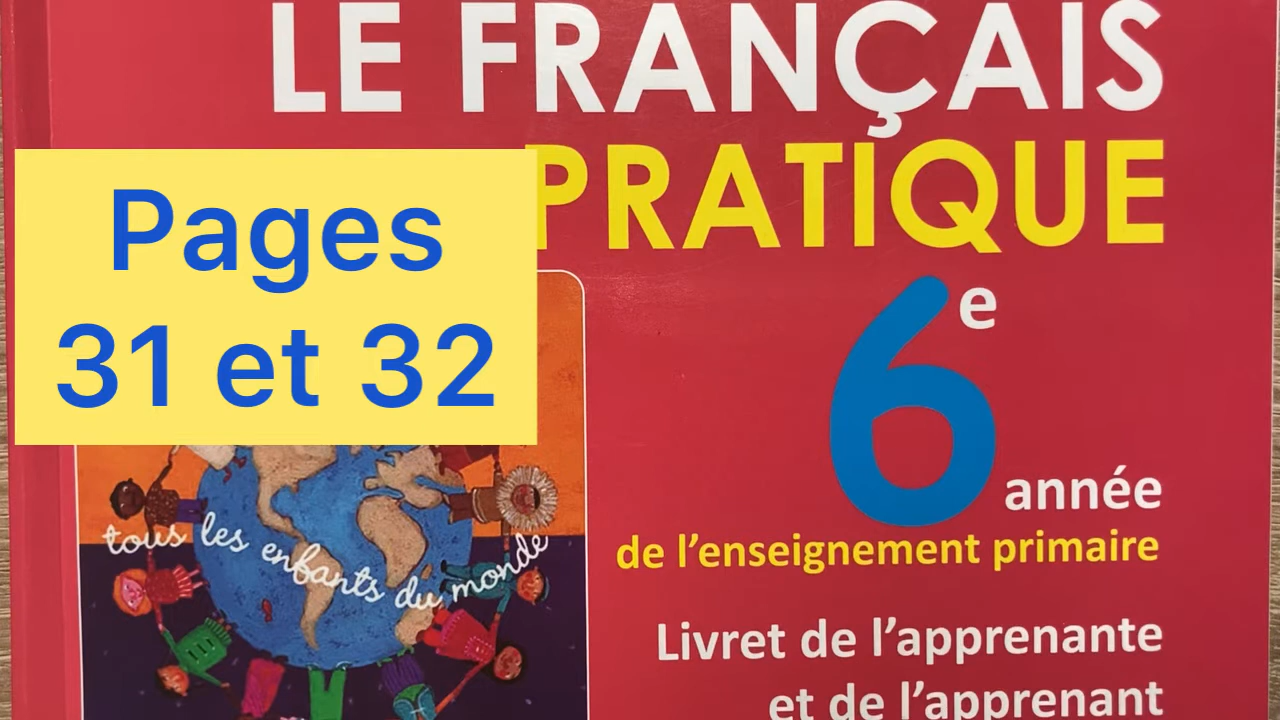 LE FRANÇAIS
PRATIQUE
Pages
31 et 32
6e
année
de l'enseignement primaire
tous les enfants du monde
Livret de l'apprenante
et de l'apprenant